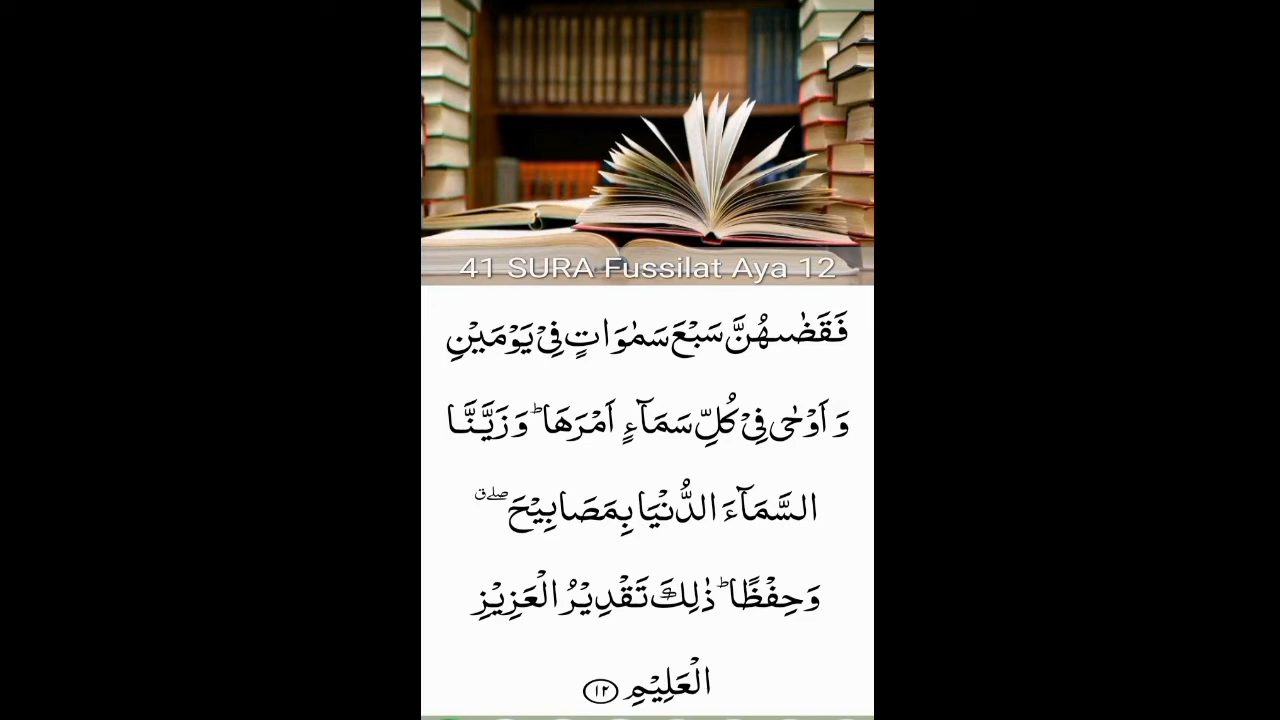 41 SURA Fussilat Aya 12
فَقَضٰىهُنَّ سَبْعَ سَمٰوَاتٍ فِیْ یَوْمَیْنِ
وَ اَوْحٰی فِیْ كُلِّ سَمَآءٍ اَمْرَهَا ؕ وَ زَیَّنَّا
السَّمَآءَ الدُّنْیَا بِمَصَابِیْحَ ۖۗ
وَ حِفْظًا ؕ ذٰلِكَ تَقْدِیْرُ الْعَزِیْزِ
الْعَلِیْمِ ۱۲